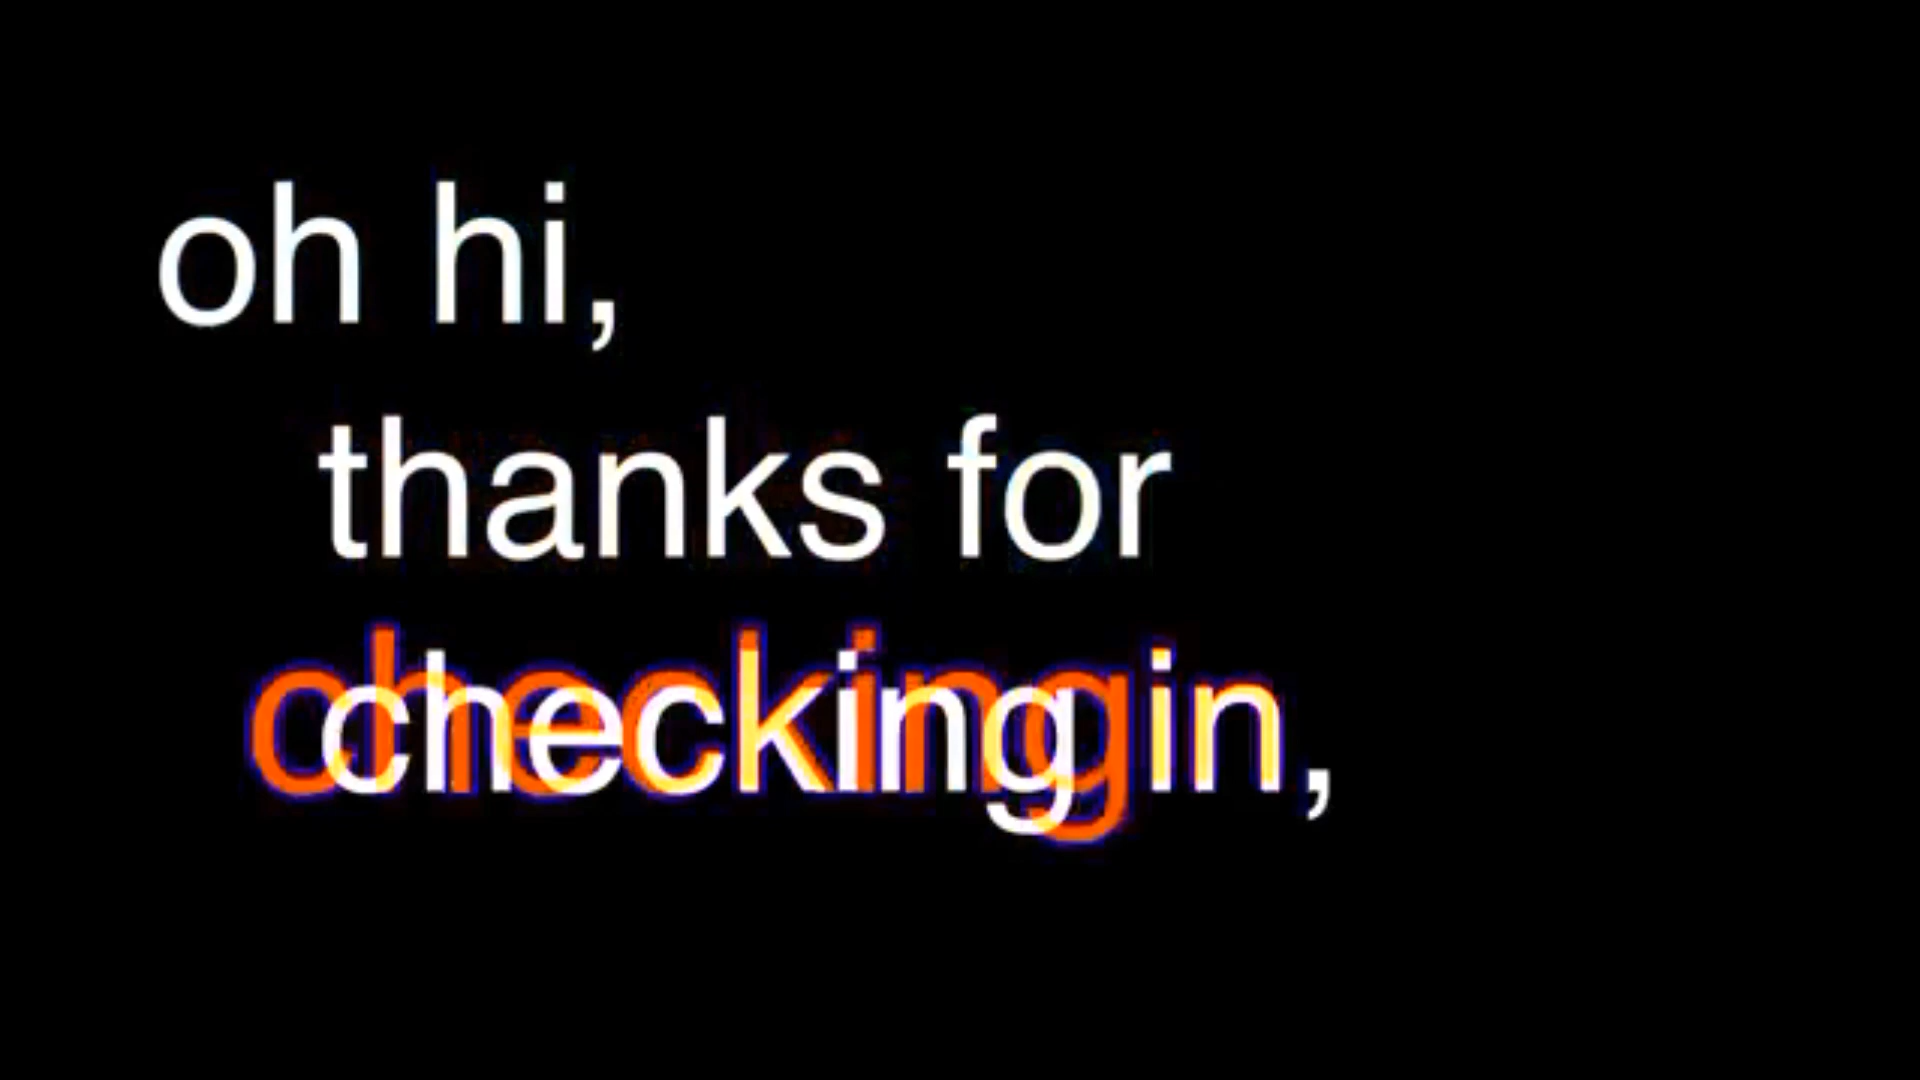 oh hi,
thanks for
checking in,